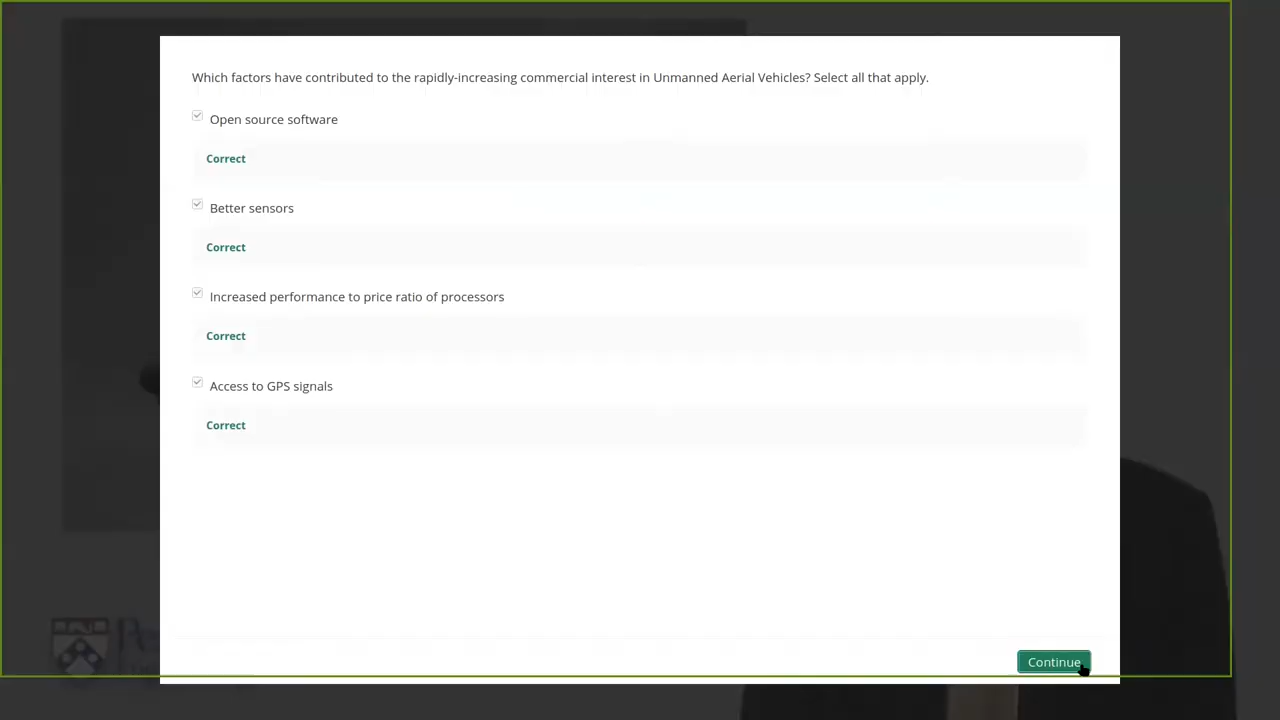 Which factors have contributed to the rapidly-increasing commercial interest in Unmanned Aerial Vehicles? Select all that apply.
Open source software
Correct
Better sensors
Correct
Increased performance to price ratio of processors
Correct
Access to GPS signals
Correct
Continue